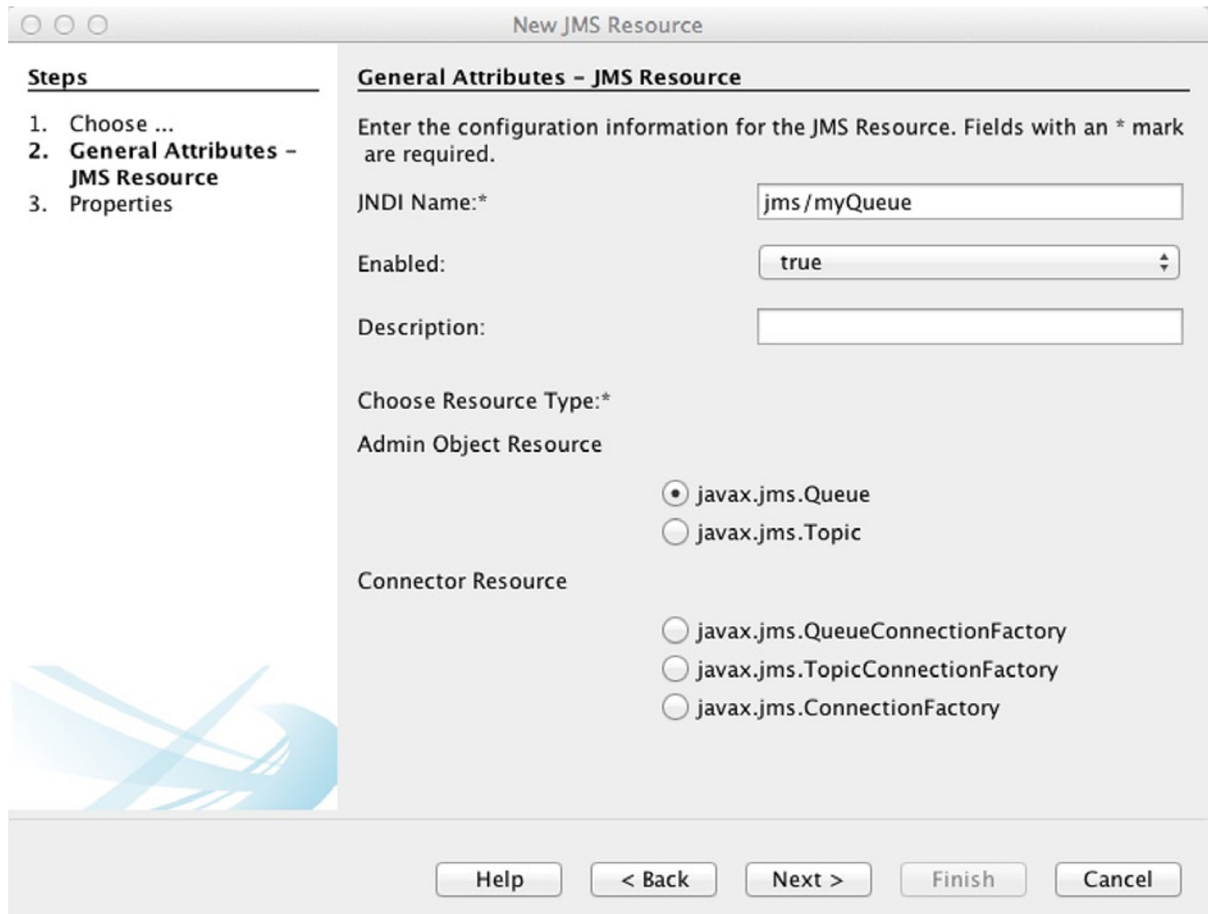 New JMS Resource
Steps
1. Choose ...
2. General Attributes –
JMS Resource
3. Properties
General Attributes – JMS Resource
Enter the configuration information for the JMS Resource. Fields with an * mark
are required.
JNDI Name:*
jms/myQueue
Enabled:
true
Description:
Choose Resource Type:*
Admin Object Resource
javax.jms.Queue
javax.jms.Topic
Connector Resource
javax.jms.QueueConnectionFactory
javax.jms.TopicConnectionFactory
javax.jms.ConnectionFactory
Help
< Back
Next >
Finish
Cancel